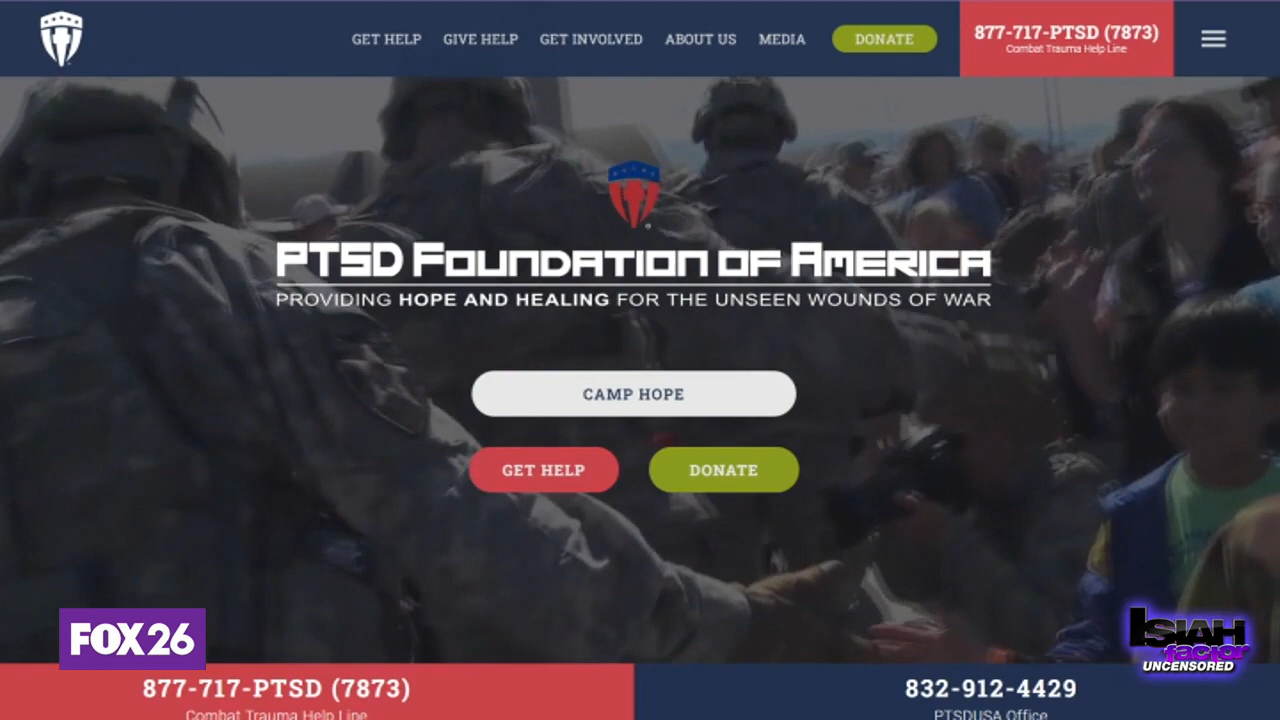 GET HELP GIVE HELP GET INVOLVED ABOUT US MEDIA DONATE
877-717-PTSD (7873)
Combat Trauma Help Line
PTSD FOUNDATION OF AMERICA
PROVIDING HOPE AND HEALING FOR THE UNSEEN WOUNDS OF WAR
CAMP HOPE
GET HELP DONATE
FOX 26
ISIAH
factor
UNCENSORED
877-717-PTSD (7873)
Combat Trauma Help Line
832-912-4429
PTSDUSA Office